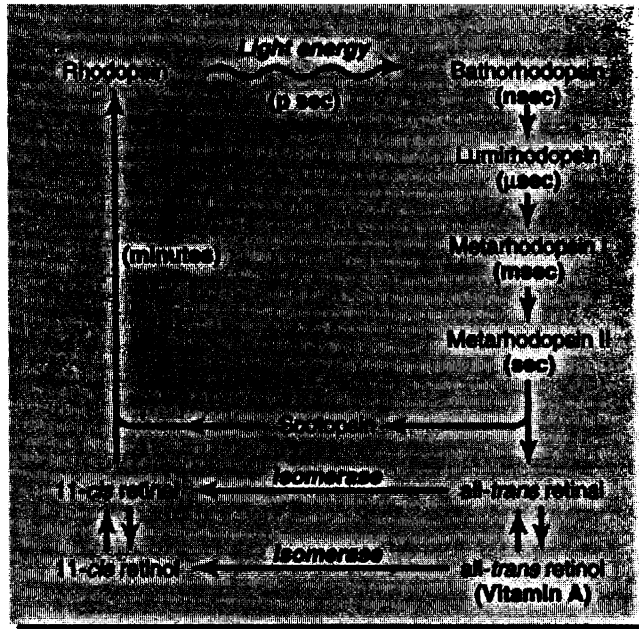 Light energy
Rhodopsin
(p sec)
Bathorhodopsin
(nsec)
Lumirhodopsin
(μsec)
(minutes)
Metarhodopsin I
(msec)
Metarhodopsin II
(sec)
Scotopsin
11-cis retinal
Isomerase
all-trans retinal
11-cis retinol
Isomerase
all-trans retinol
(Vitamin A)